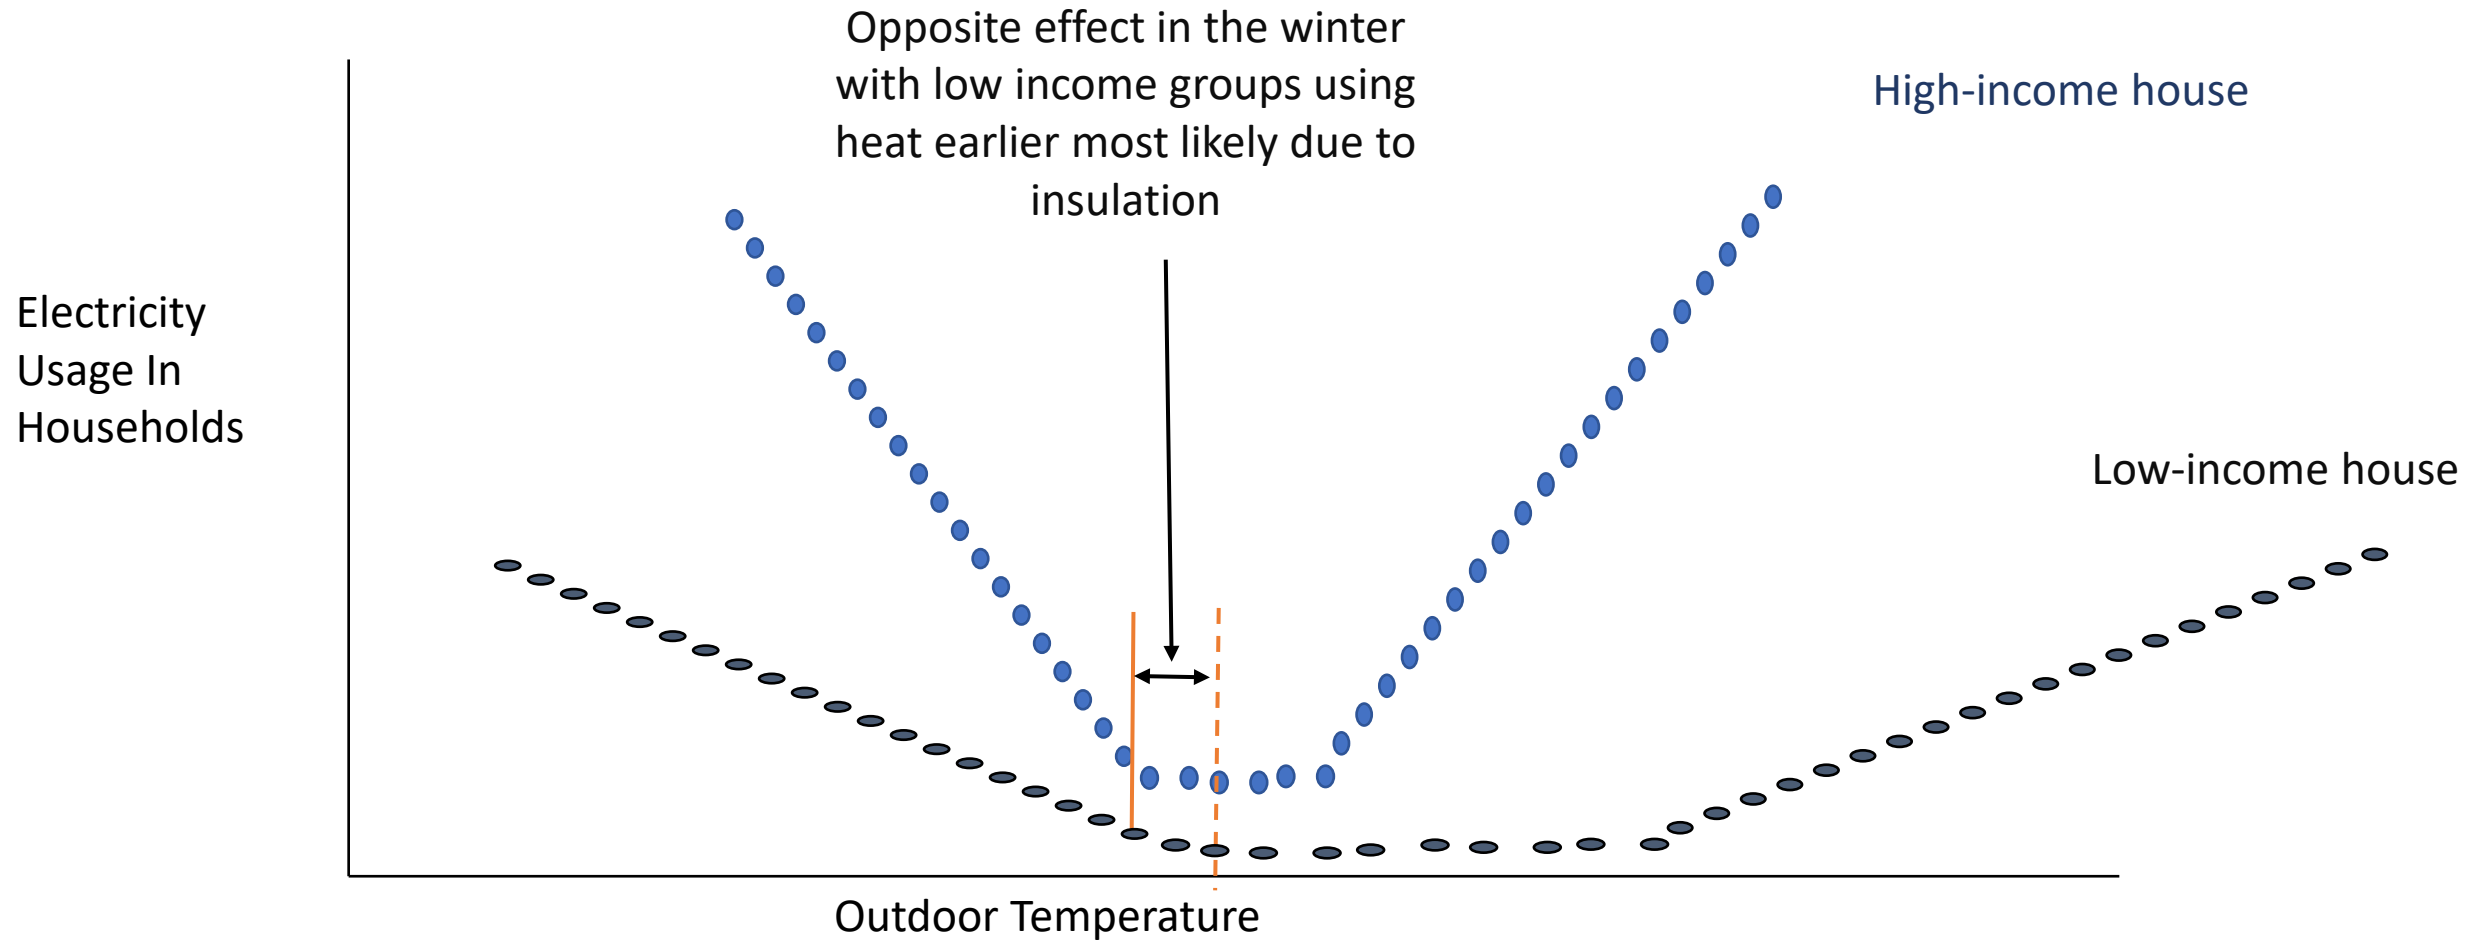 Opposite effect in the winter
with low income groups using
heat earlier most likely due to
insulation
High-income house
Electricity
Usage In
Households
Low-income house
Outdoor Temperature